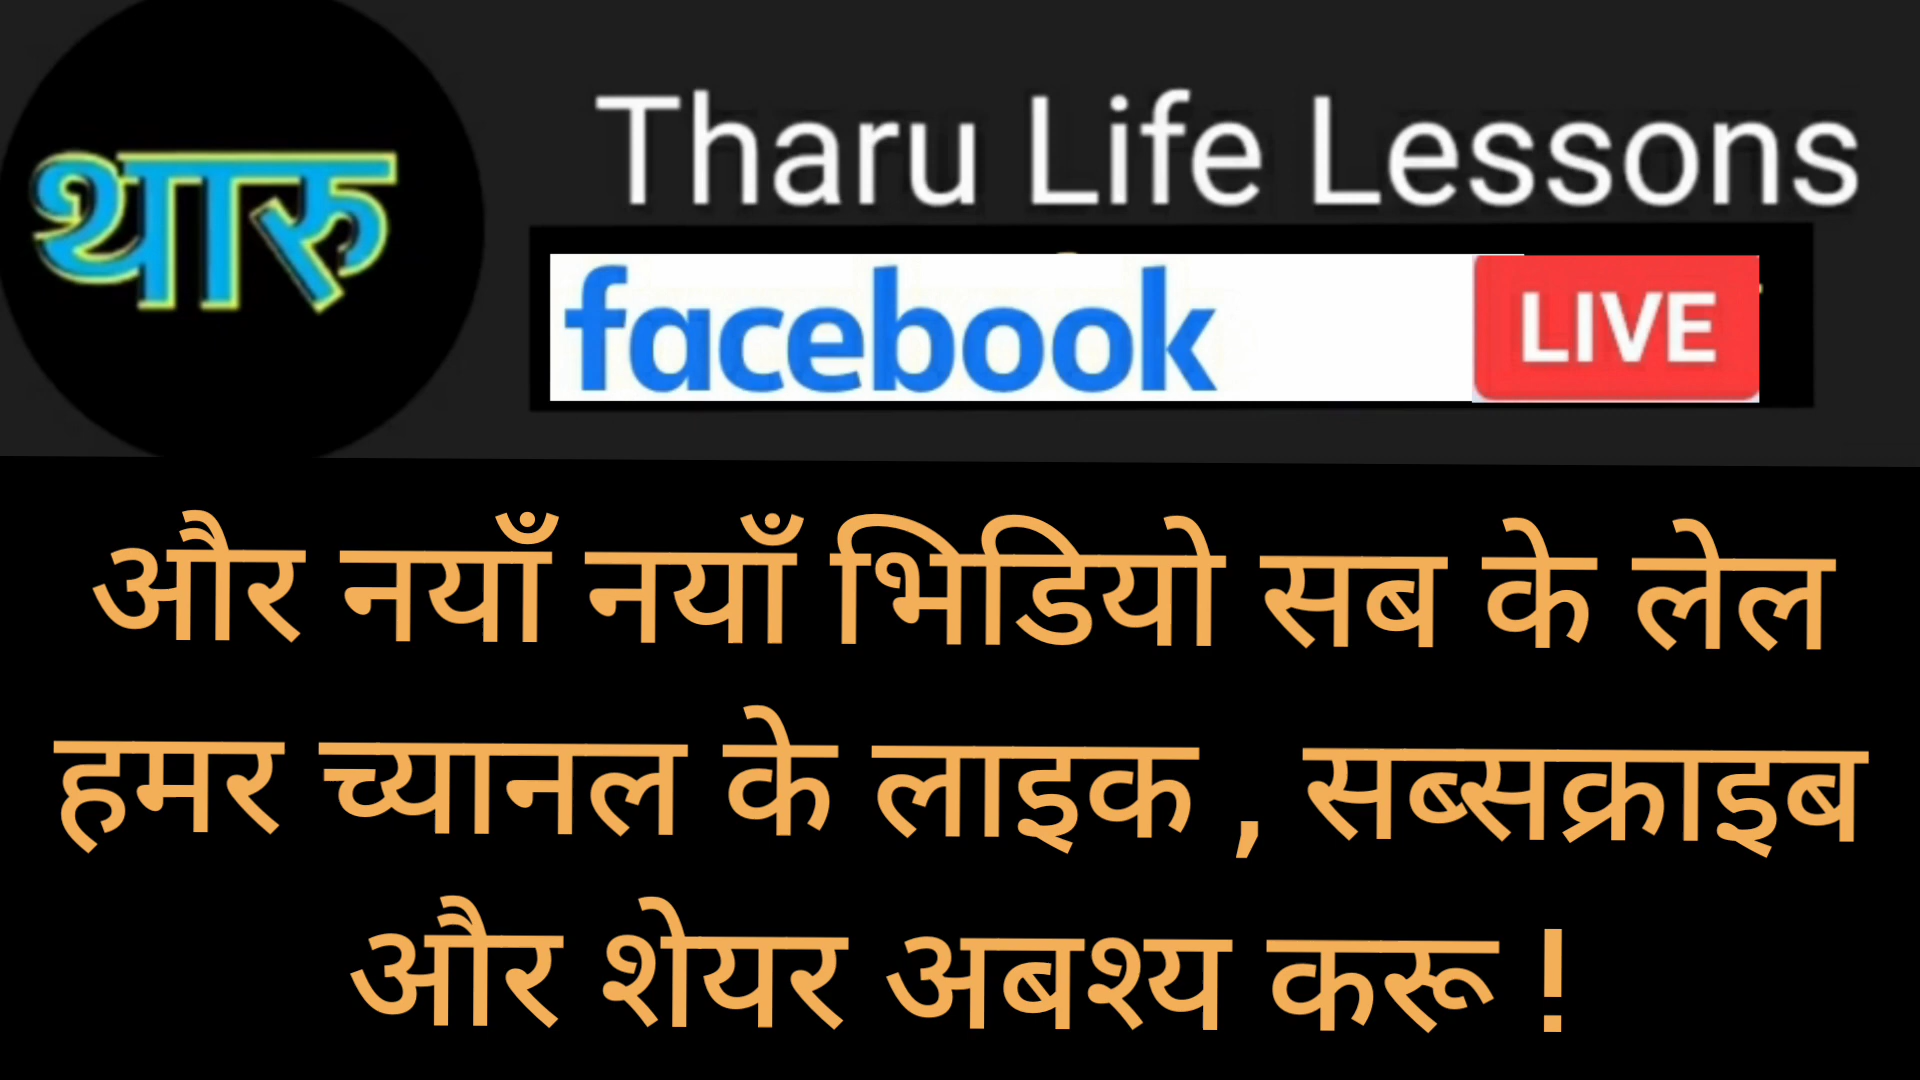 थारु
Tharu Life Lessons
facebook LIVE
और नयाँ नयाँ भिडियो सब के लेल
हमर च्यानल के लाइक , सब्सक्राइब
और शेयर अबश्य करू !